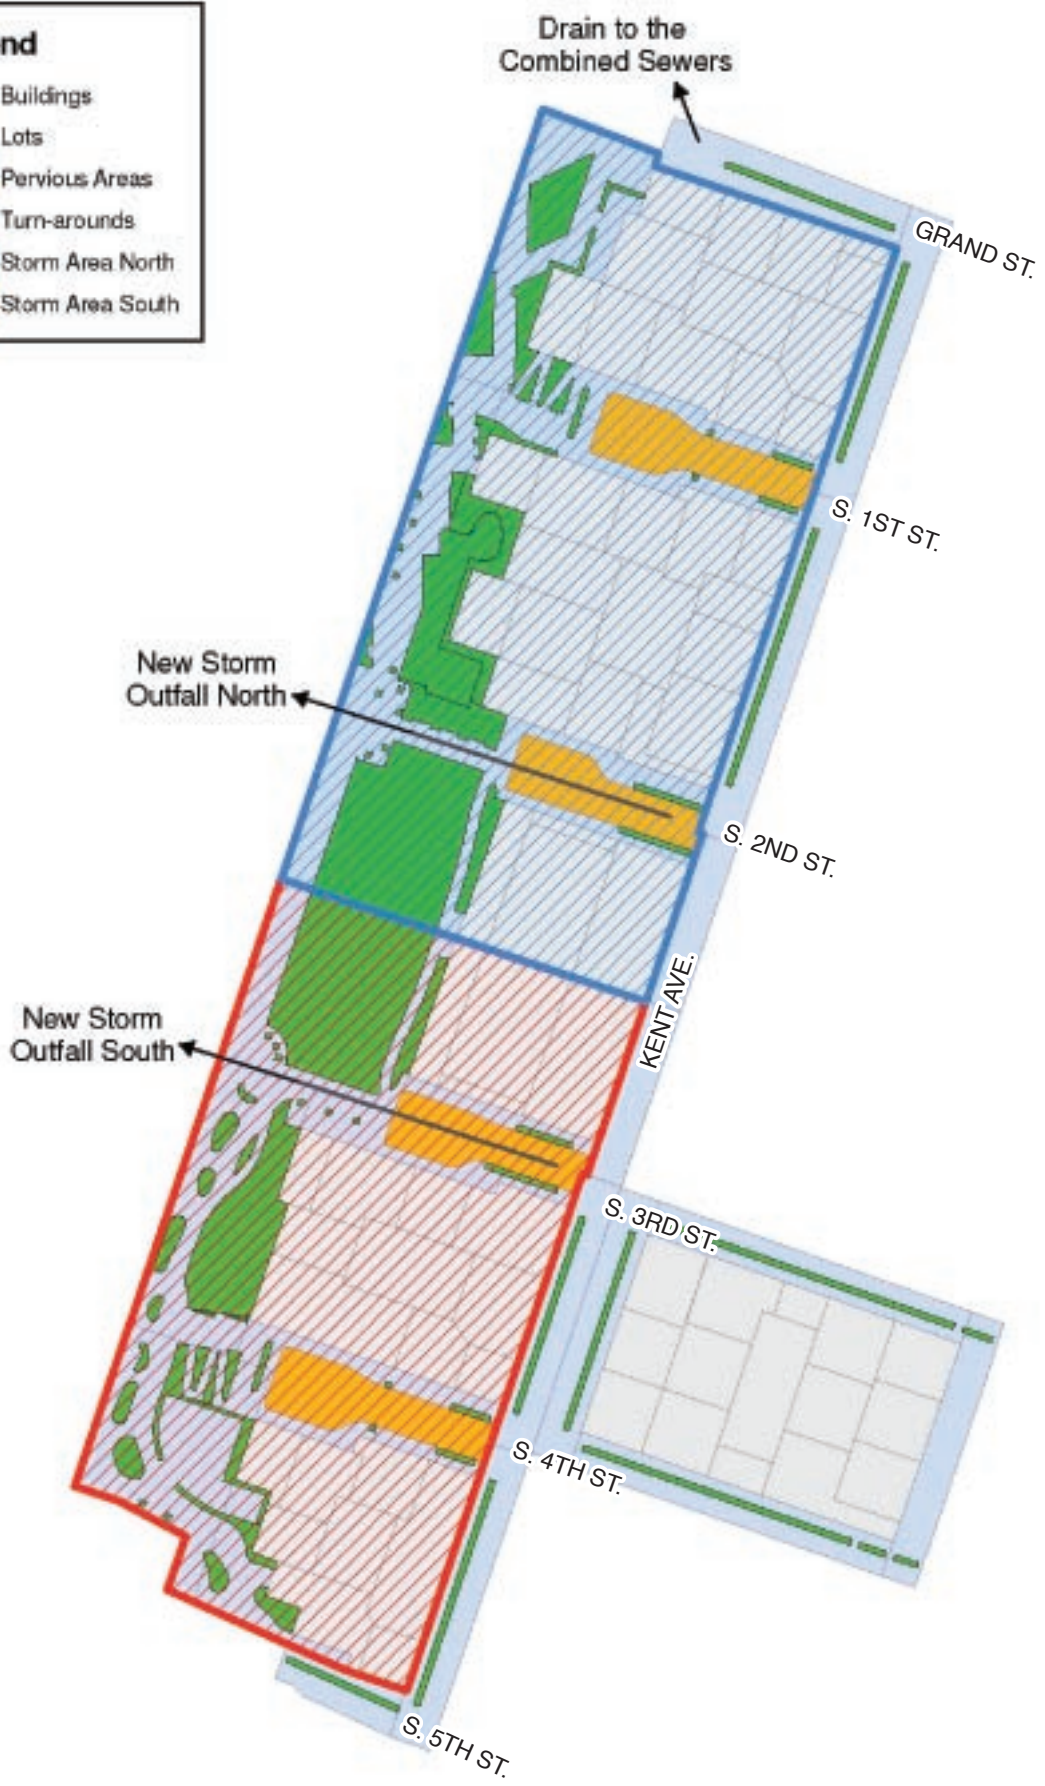 Drain to the
Combined Sewers
nd
Buildings
Lots
Pervious Areas
Turn-arounds
Storm Area North
Storm Area South
GRAND ST.
S. 1ST ST.
New Storm
Outfall North
S. 2ND ST.
KENT AVE.
New Storm
Outfall South
S. 3RD ST.
S. 4TH ST.
S. 5TH ST.